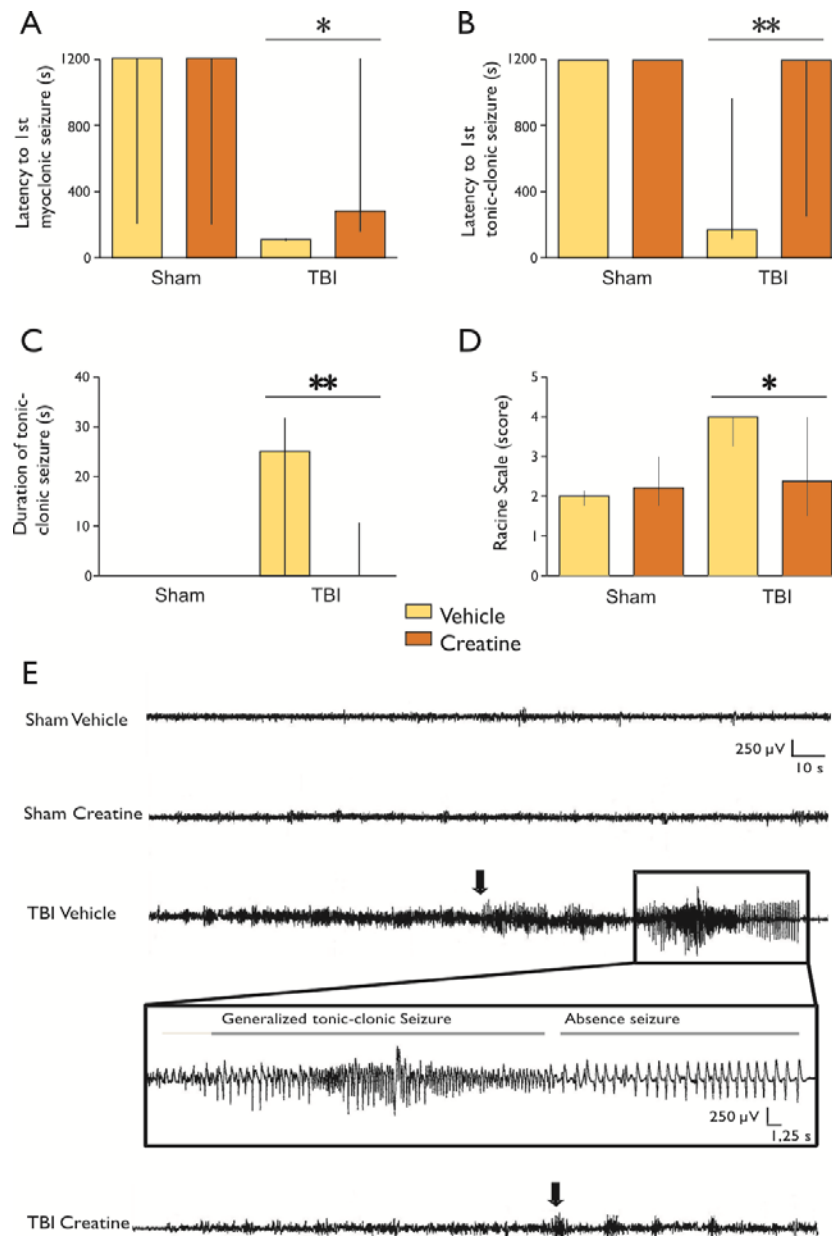 A
*
Latency to 1st
myoclonic seizure (s)
1200
800
400
0
Sham
TBI
B
**
Latency to 1st
tonic-clonic seizure (s)
1200
800
400
0
Sham
TBI
C
**
Duration of tonic-
clonic seizure (s)
40
30
20
10
0
Sham
TBI
D
*
Racine Scale (score)
5
4
3
2
1
0
Sham
TBI
Vehicle
Creatine
E
Sham Vehicle
250 µV
10 s
Sham Creatine
TBI Vehicle
Generalized tonic-clonic Seizure
Absence seizure
250 µV
1,25 s
TBI Creatine